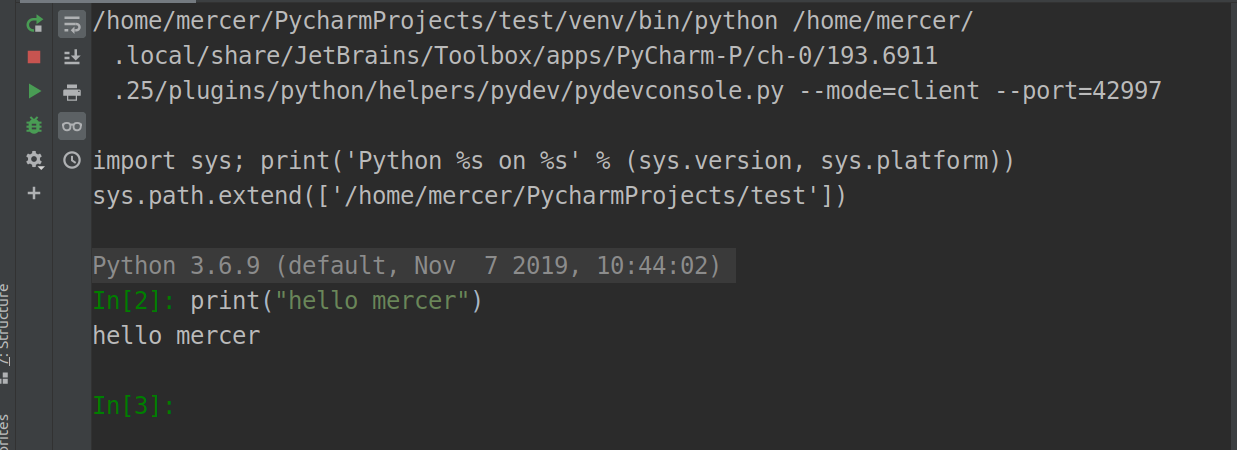 /home/mercer/PycharmProjects/test/venv/bin/python /home/mercer/
.local/share/JetBrains/Toolbox/apps/PyCharm-P/ch-0/193.6911
.25/plugins/python/helpers/pydev/pydevconsole.py --mode=client --port=42997
import sys; print('Python %s on %s' % (sys.version, sys.platform))
sys.path.extend(['/home/mercer/PycharmProjects/test'])
Python 3.6.9 (default, Nov  7 2019, 10:44:02)
In[2]: print("hello mercer")
hello mercer
In[3]:
7: Structure